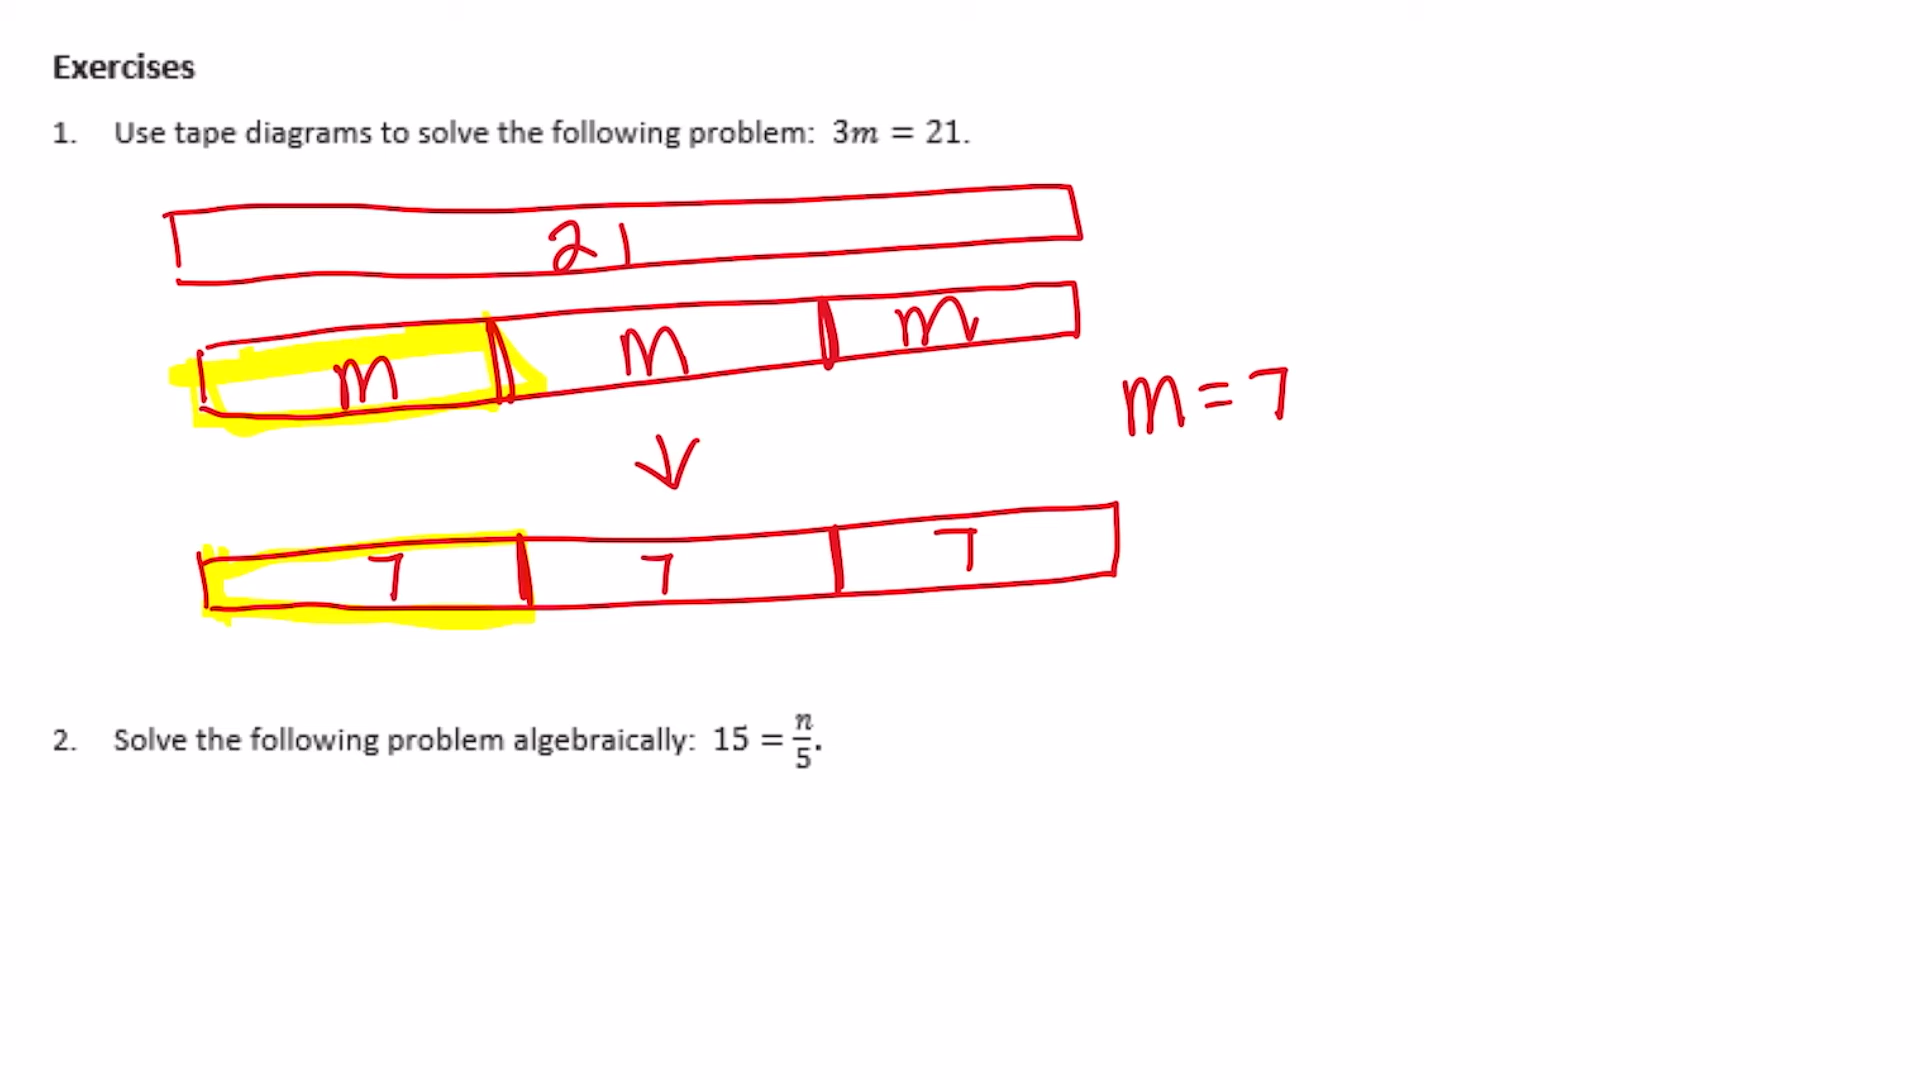 Exercises
1. Use tape diagrams to solve the following problem: 3m = 21.
21
m m m
m = 7
7 7 7
2. Solve the following problem algebraically: 15 = n/5.